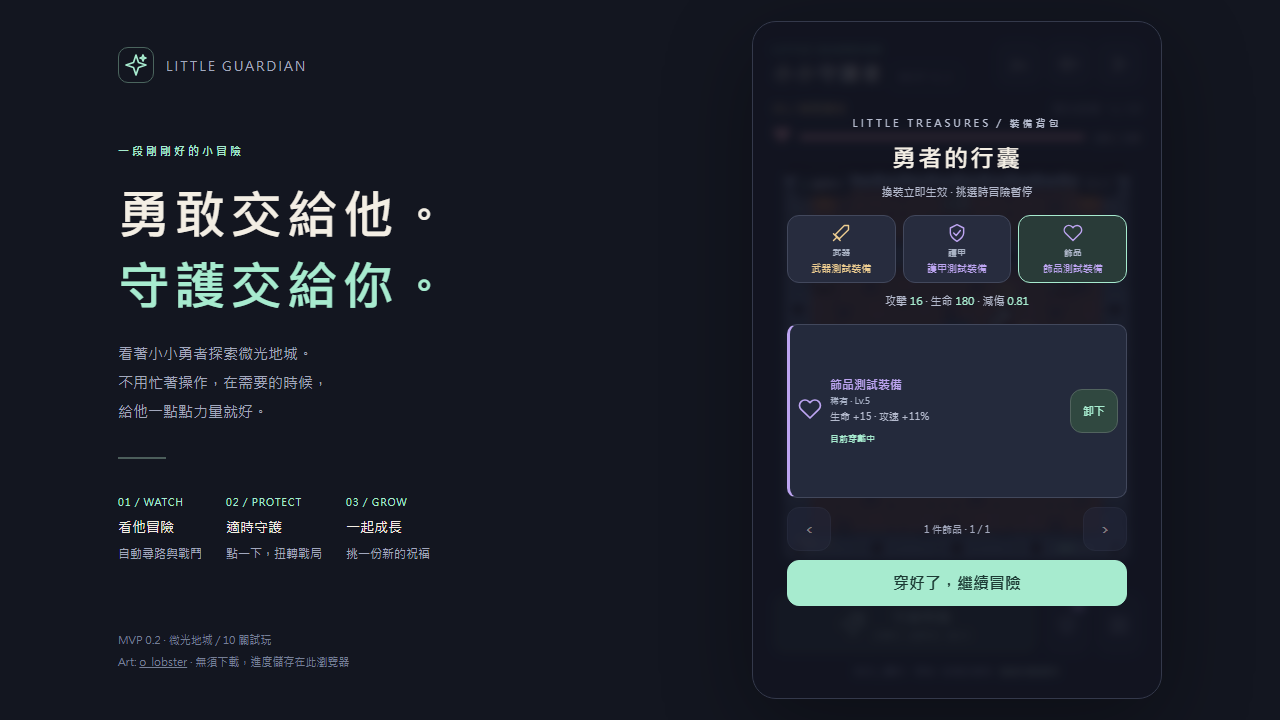 LITTLE GUARDIAN
一段剛剛好的小冒險
勇敢交給他。
守護交給你。
看著小小勇者探索微光地城。
不用忙著操作，在需要的時候，
給他一點點力量就好。
01 / WATCH
看他冒險
自動尋路與戰鬥
02 / PROTECT
適時守護
點一下，扭轉戰局
03 / GROW
一起成長
挑一份新的祝福
MVP 0.2 · 微光地城 / 10 關試玩
Art: o_lobster · 無須下載，進度儲存在此瀏覽器
LITTLE TREASURES / 裝備背包
勇者的行囊
換裝立即生效 · 挑選時冒險暫停
武器
武器測試裝備
護甲
護甲測試裝備
飾品
飾品測試裝備
攻擊 16 · 生命 180 · 減傷 0.81
飾品測試裝備
稀有 · Lv.5
生命 +15 · 攻速 +11%
目前穿戴中
卸下
‹
1 件飾品 · 1 / 1
›
穿好了，繼續冒險